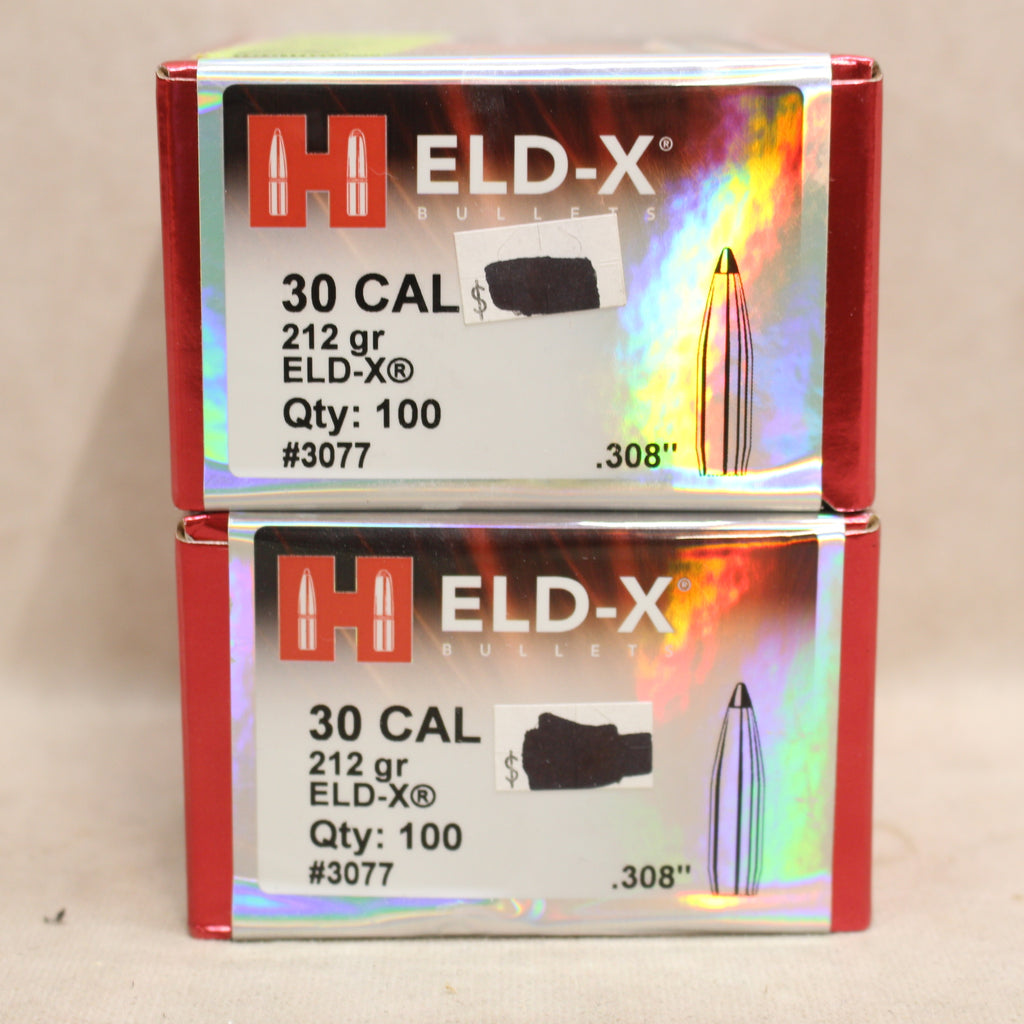 H ELD-X®
BULLETS
$
30 CAL
212 gr
ELD-X®
Qty: 100
#3077
.308"
H ELD-X®
BULLETS
30 CAL
$
212 gr
ELD-X®
Qty: 100
#3077
.308"